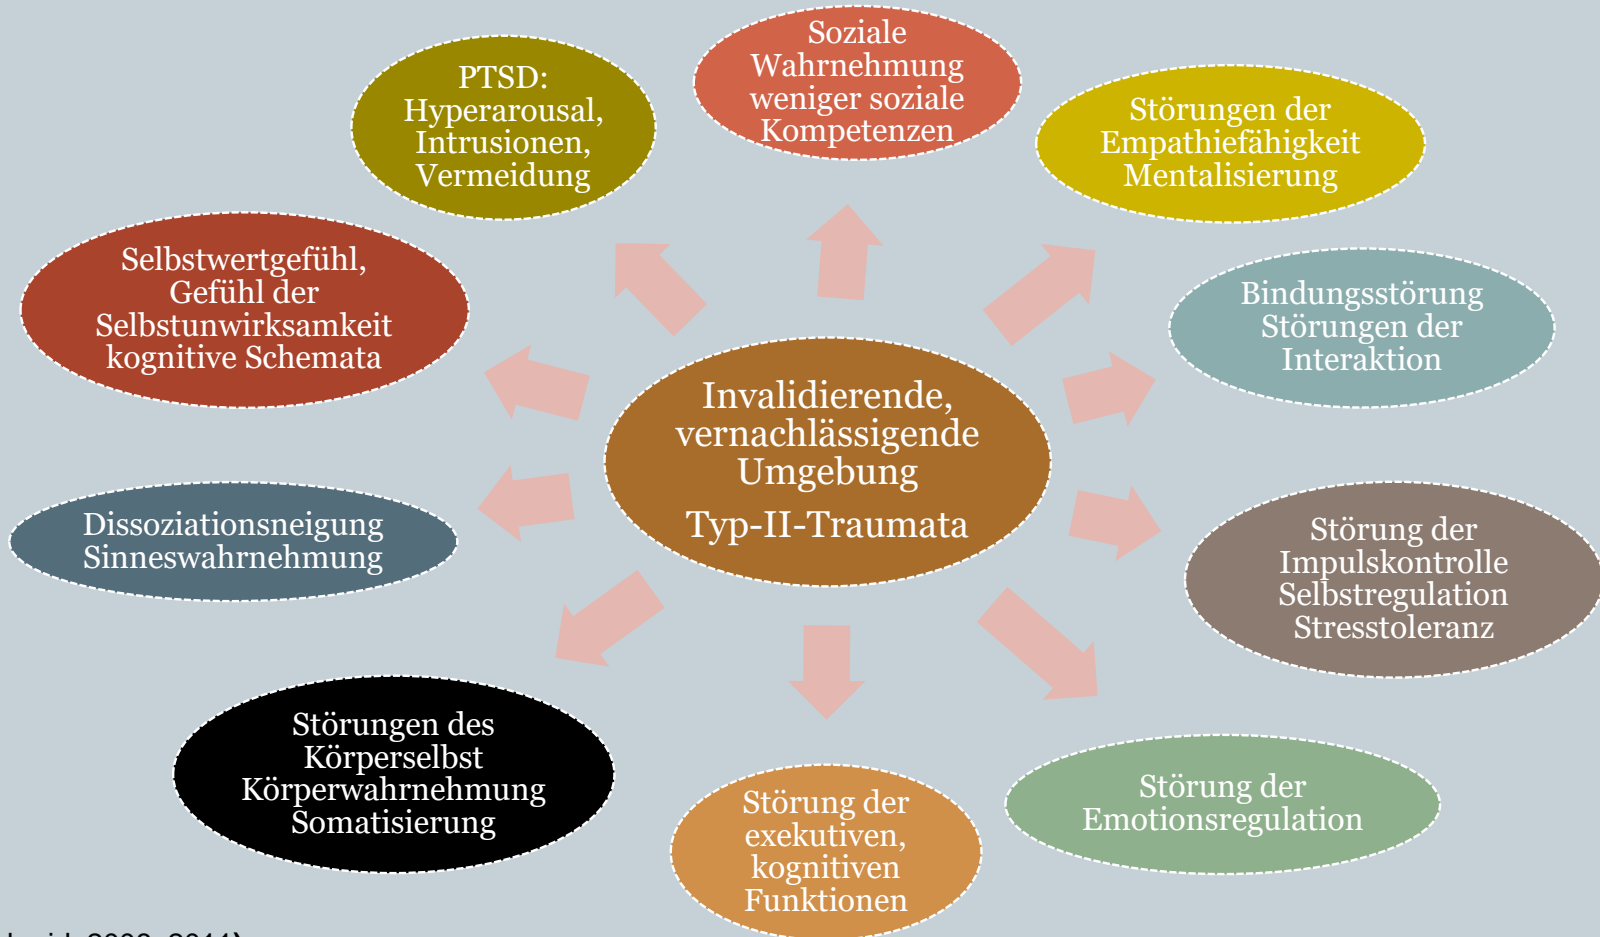 Soziale
Wahrnehmung
weniger soziale
Kompetenzen
PTSD:
Hyperarousal,
Intrusionen,
Vermeidung
Störungen der
Empathiefähigkeit
Mentalisierung
Selbstwertgefühl,
Gefühl der
Selbstunwirksamkeit
kognitive Schemata
Bindungsstörung
Störungen der
Interaktion
Invalidierende,
vernachlässigende
Umgebung
Typ-II-Traumata
Dissoziationsneigung
Sinneswahrnehmung
Störung der
Impulskontrolle
Selbstregulation
Stresstoleranz
Störungen des
Körperselbst
Körperwahrnehmung
Somatisierung
Störung der
exekutiven,
kognitiven
Funktionen
Störung der
Emotionsregulation